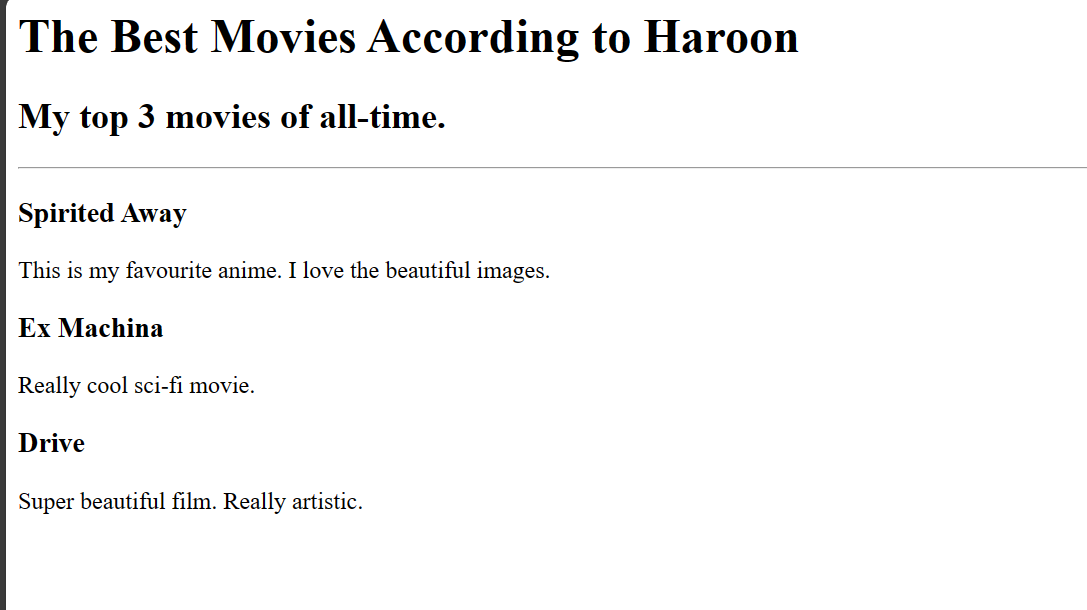 The Best Movies According to Haroon
My top 3 movies of all-time.
Spirited Away
This is my favourite anime. I love the beautiful images.
Ex Machina
Really cool sci-fi movie.
Drive
Super beautiful film. Really artistic.